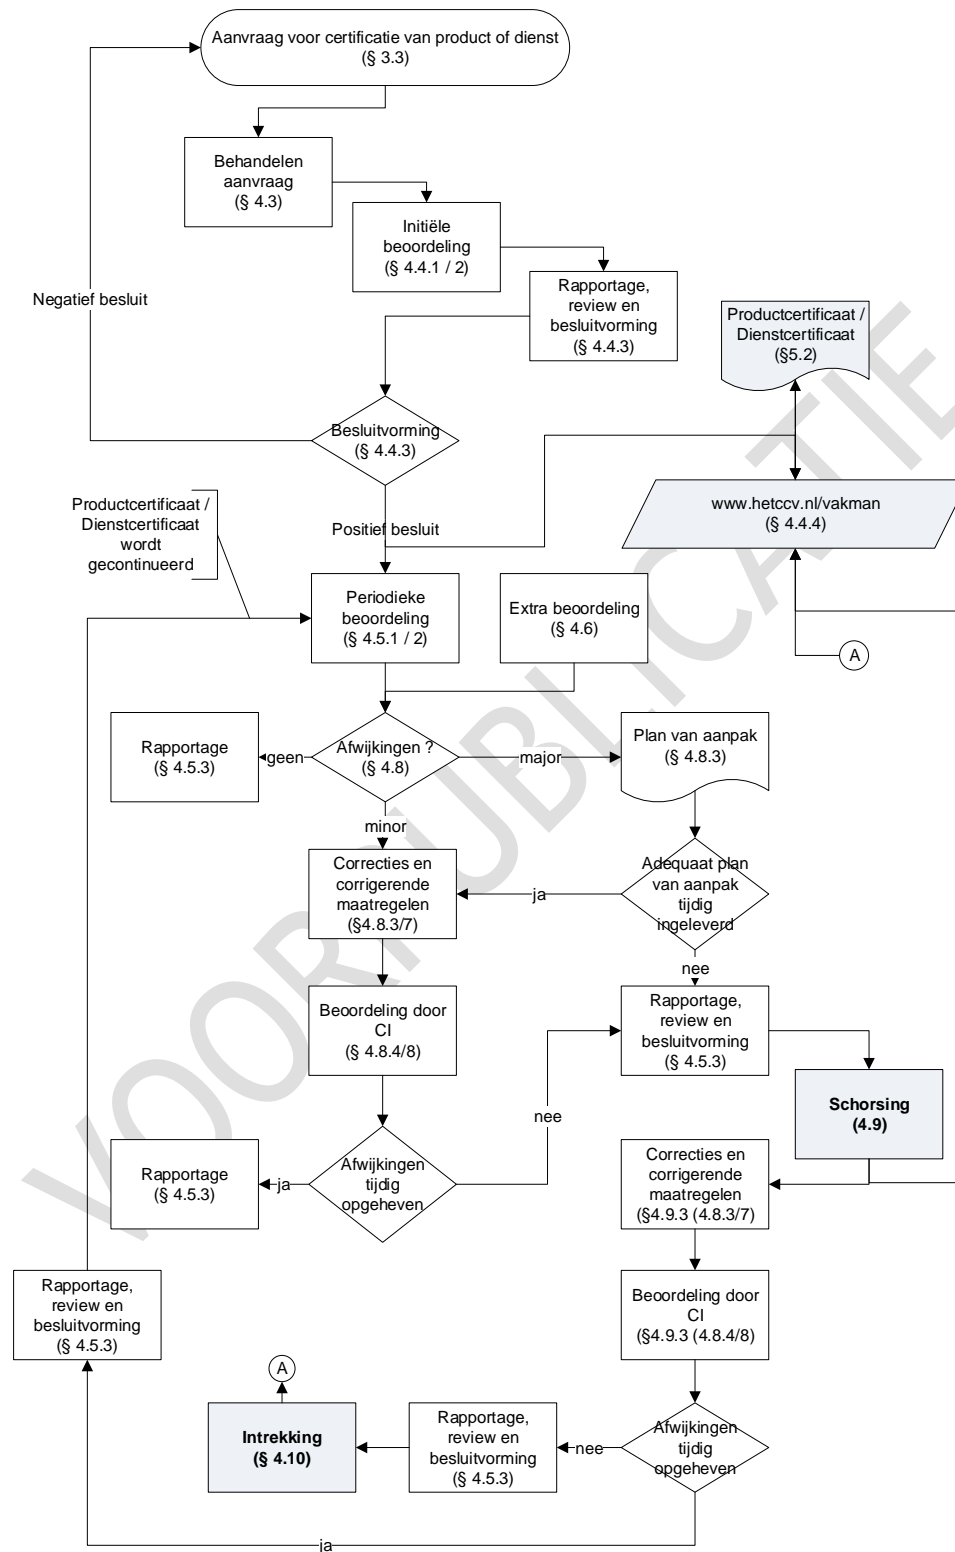 Aanvraag voor certificatie van product of dienst
(§ 3.3)
Behandelen
aanvraag
(§ 4.3)
Initiële
beoordeling
(§ 4.4.1 / 2)
Negatief besluit
Rapportage,
review en
besluitvorming
(§ 4.4.3)
Productcertificaat /
Dienstcertificaat
(§5.2)
Besluitvorming
(§ 4.4.3)
www.hetccv.nl/vakman
(§ 4.4.4)
Productcertificaat /
Dienstcertificaat
wordt
gecontinueerd
Positief besluit
Periodieke
beoordeling
(§ 4.5.1 / 2)
Extra beoordeling
(§ 4.6)
A
Rapportage
(§ 4.5.3)
geen
Afwijkingen ?
(§ 4.8)
major
Plan van aanpak
(§ 4.8.3)
minor
Correcties en
corrigerende
maatregelen
(§4.8.3/7)
ja
Adequaat plan
van aanpak
tijdig
ingeleverd
nee
Beoordeling door
CI
(§ 4.8.4/8)
Rapportage,
review en
besluitvorming
(§ 4.5.3)
Schorsing
(4.9)
nee
Rapportage
(§ 4.5.3)
ja
Afwijkingen
tijdig
opgeheven
Correcties en
corrigerende
maatregelen
(§4.9.3 (4.8.3/7)
Rapportage,
review en
besluitvorming
(§ 4.5.3)
Beoordeling door
CI
(§4.9.3 (4.8.4/8)
A
Intrekking
(§ 4.10)
Rapportage,
review en
besluitvorming
(§ 4.5.3)
nee
Afwijkingen
tijdig
opgeheven
ja
VOORPUBLICATIE